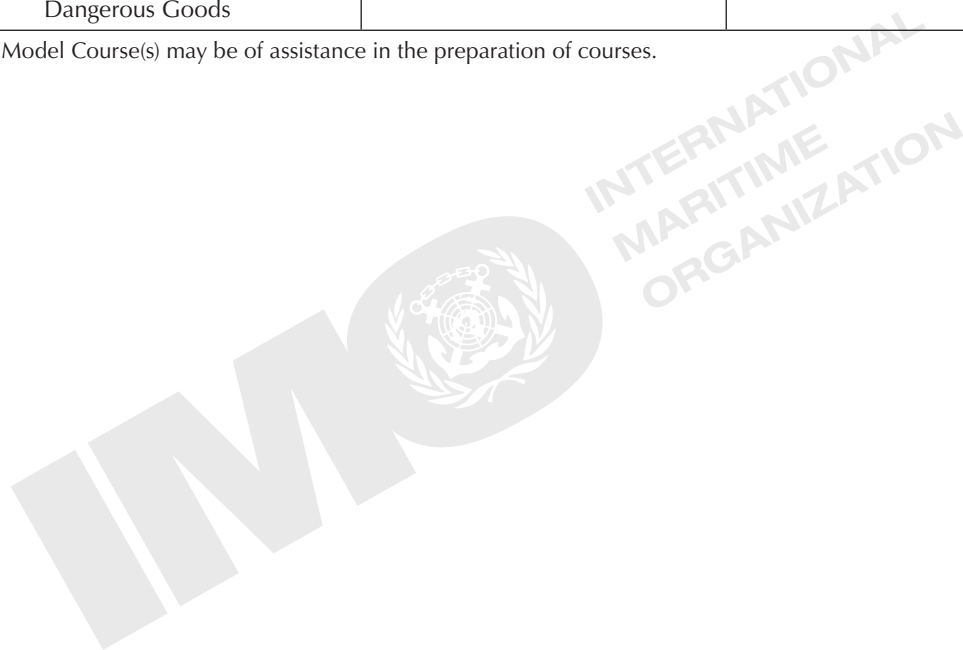 Dangerous Goods
Model Course(s) may be of assistance in the preparation of courses.
INTERNATIONAL
MARITIME
ORGANIZATION
IMO